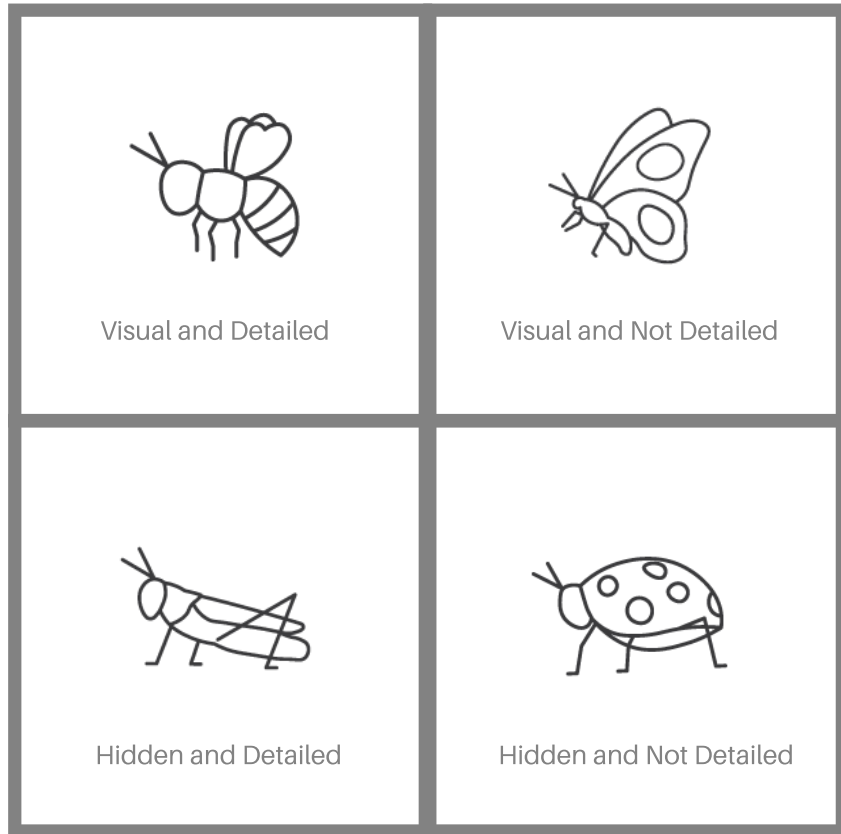 Visual and Detailed
Visual and Not Detailed
Hidden and Detailed
Hidden and Not Detailed